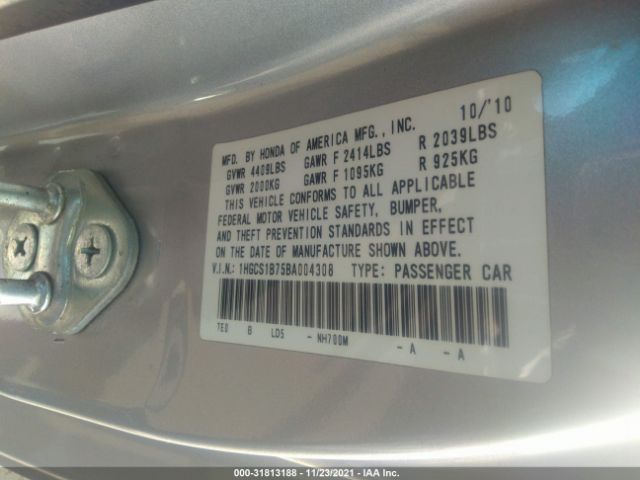 10/'10
MFD. BY HONDA OF AMERICA MFG., INC.
GVWR 4409LBS GAWR F 2414LBS R 2039LBS
GVWR 2000KG GAWR F 1095KG R 925KG
THIS VEHICLE CONFORMS TO ALL APPLICABLE
FEDERAL MOTOR VEHICLE SAFETY, BUMPER,
AND THEFT PREVENTION STANDARDS IN EFFECT
ON THE DATE OF MANUFACTURE SHOWN ABOVE.
V.I.N.: 1HGCS1B75BA004308 TYPE: PASSENGER CAR
TE0 B LD5 - NH700M - A - A
000-31813188 - 11/23/2021 - IAA Inc.